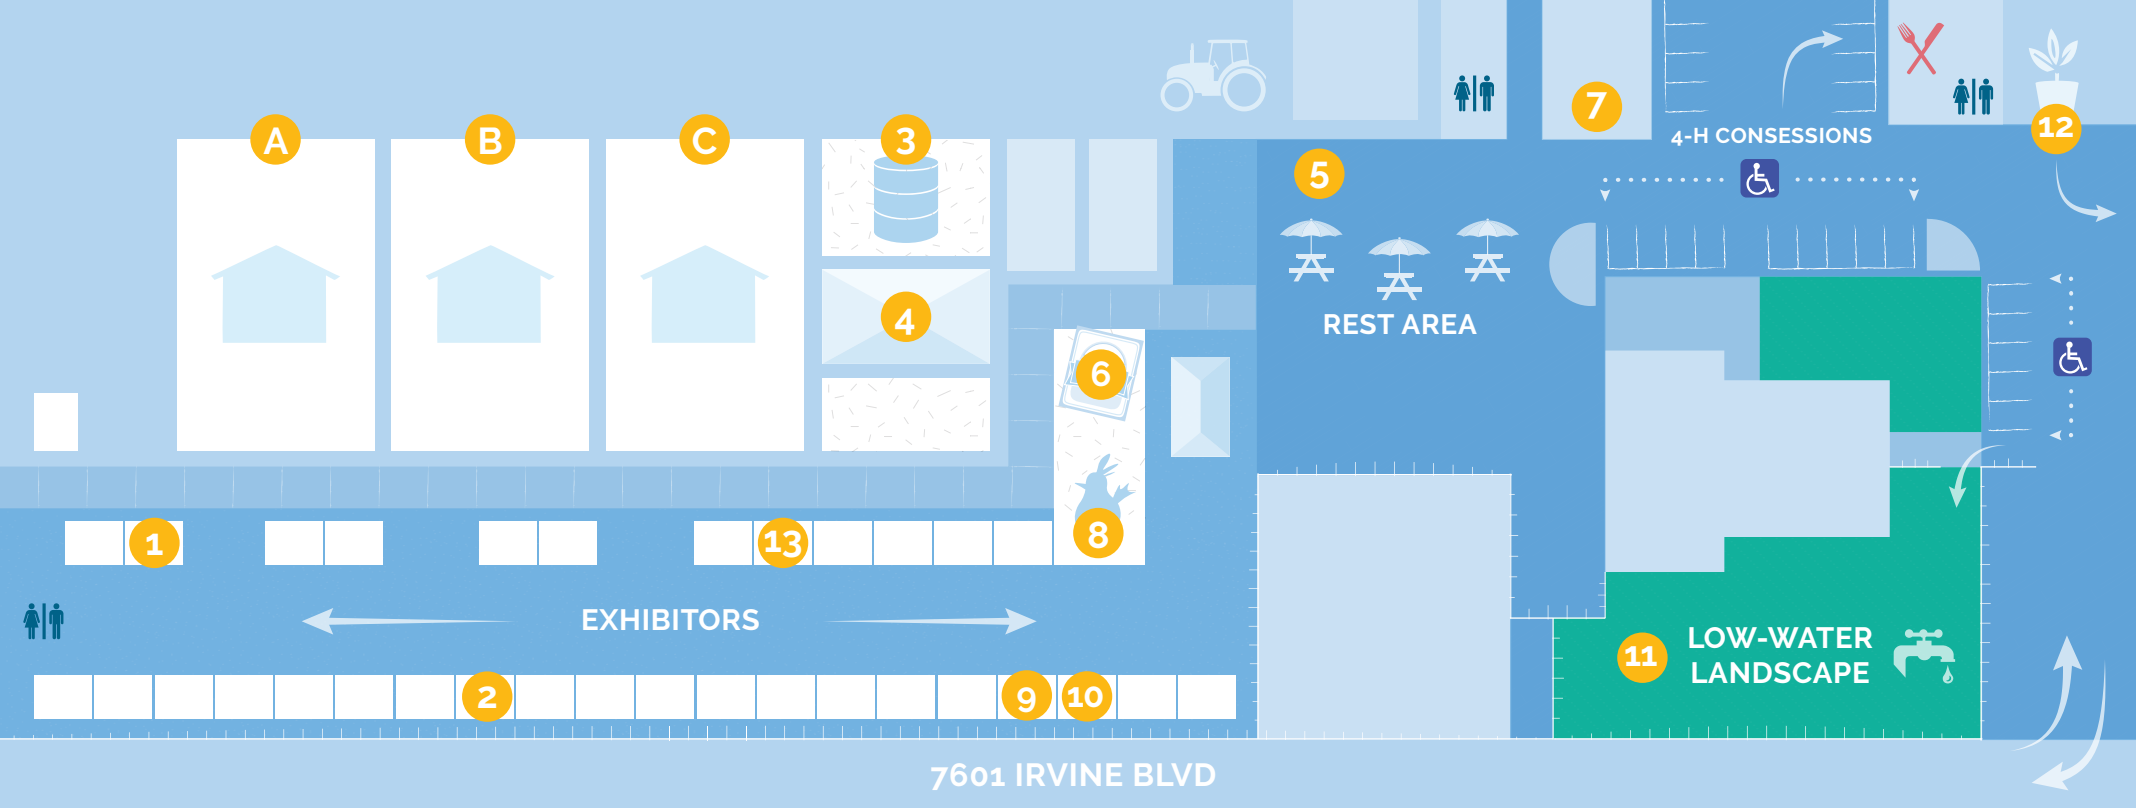 A
B
C
3
7
4-H CONSESSIONS
12
5
4
REST AREA
6
1
13
8
EXHIBITORS
11
LOW-WATER
LANDSCAPE
2
9
10
7601 IRVINE BLVD